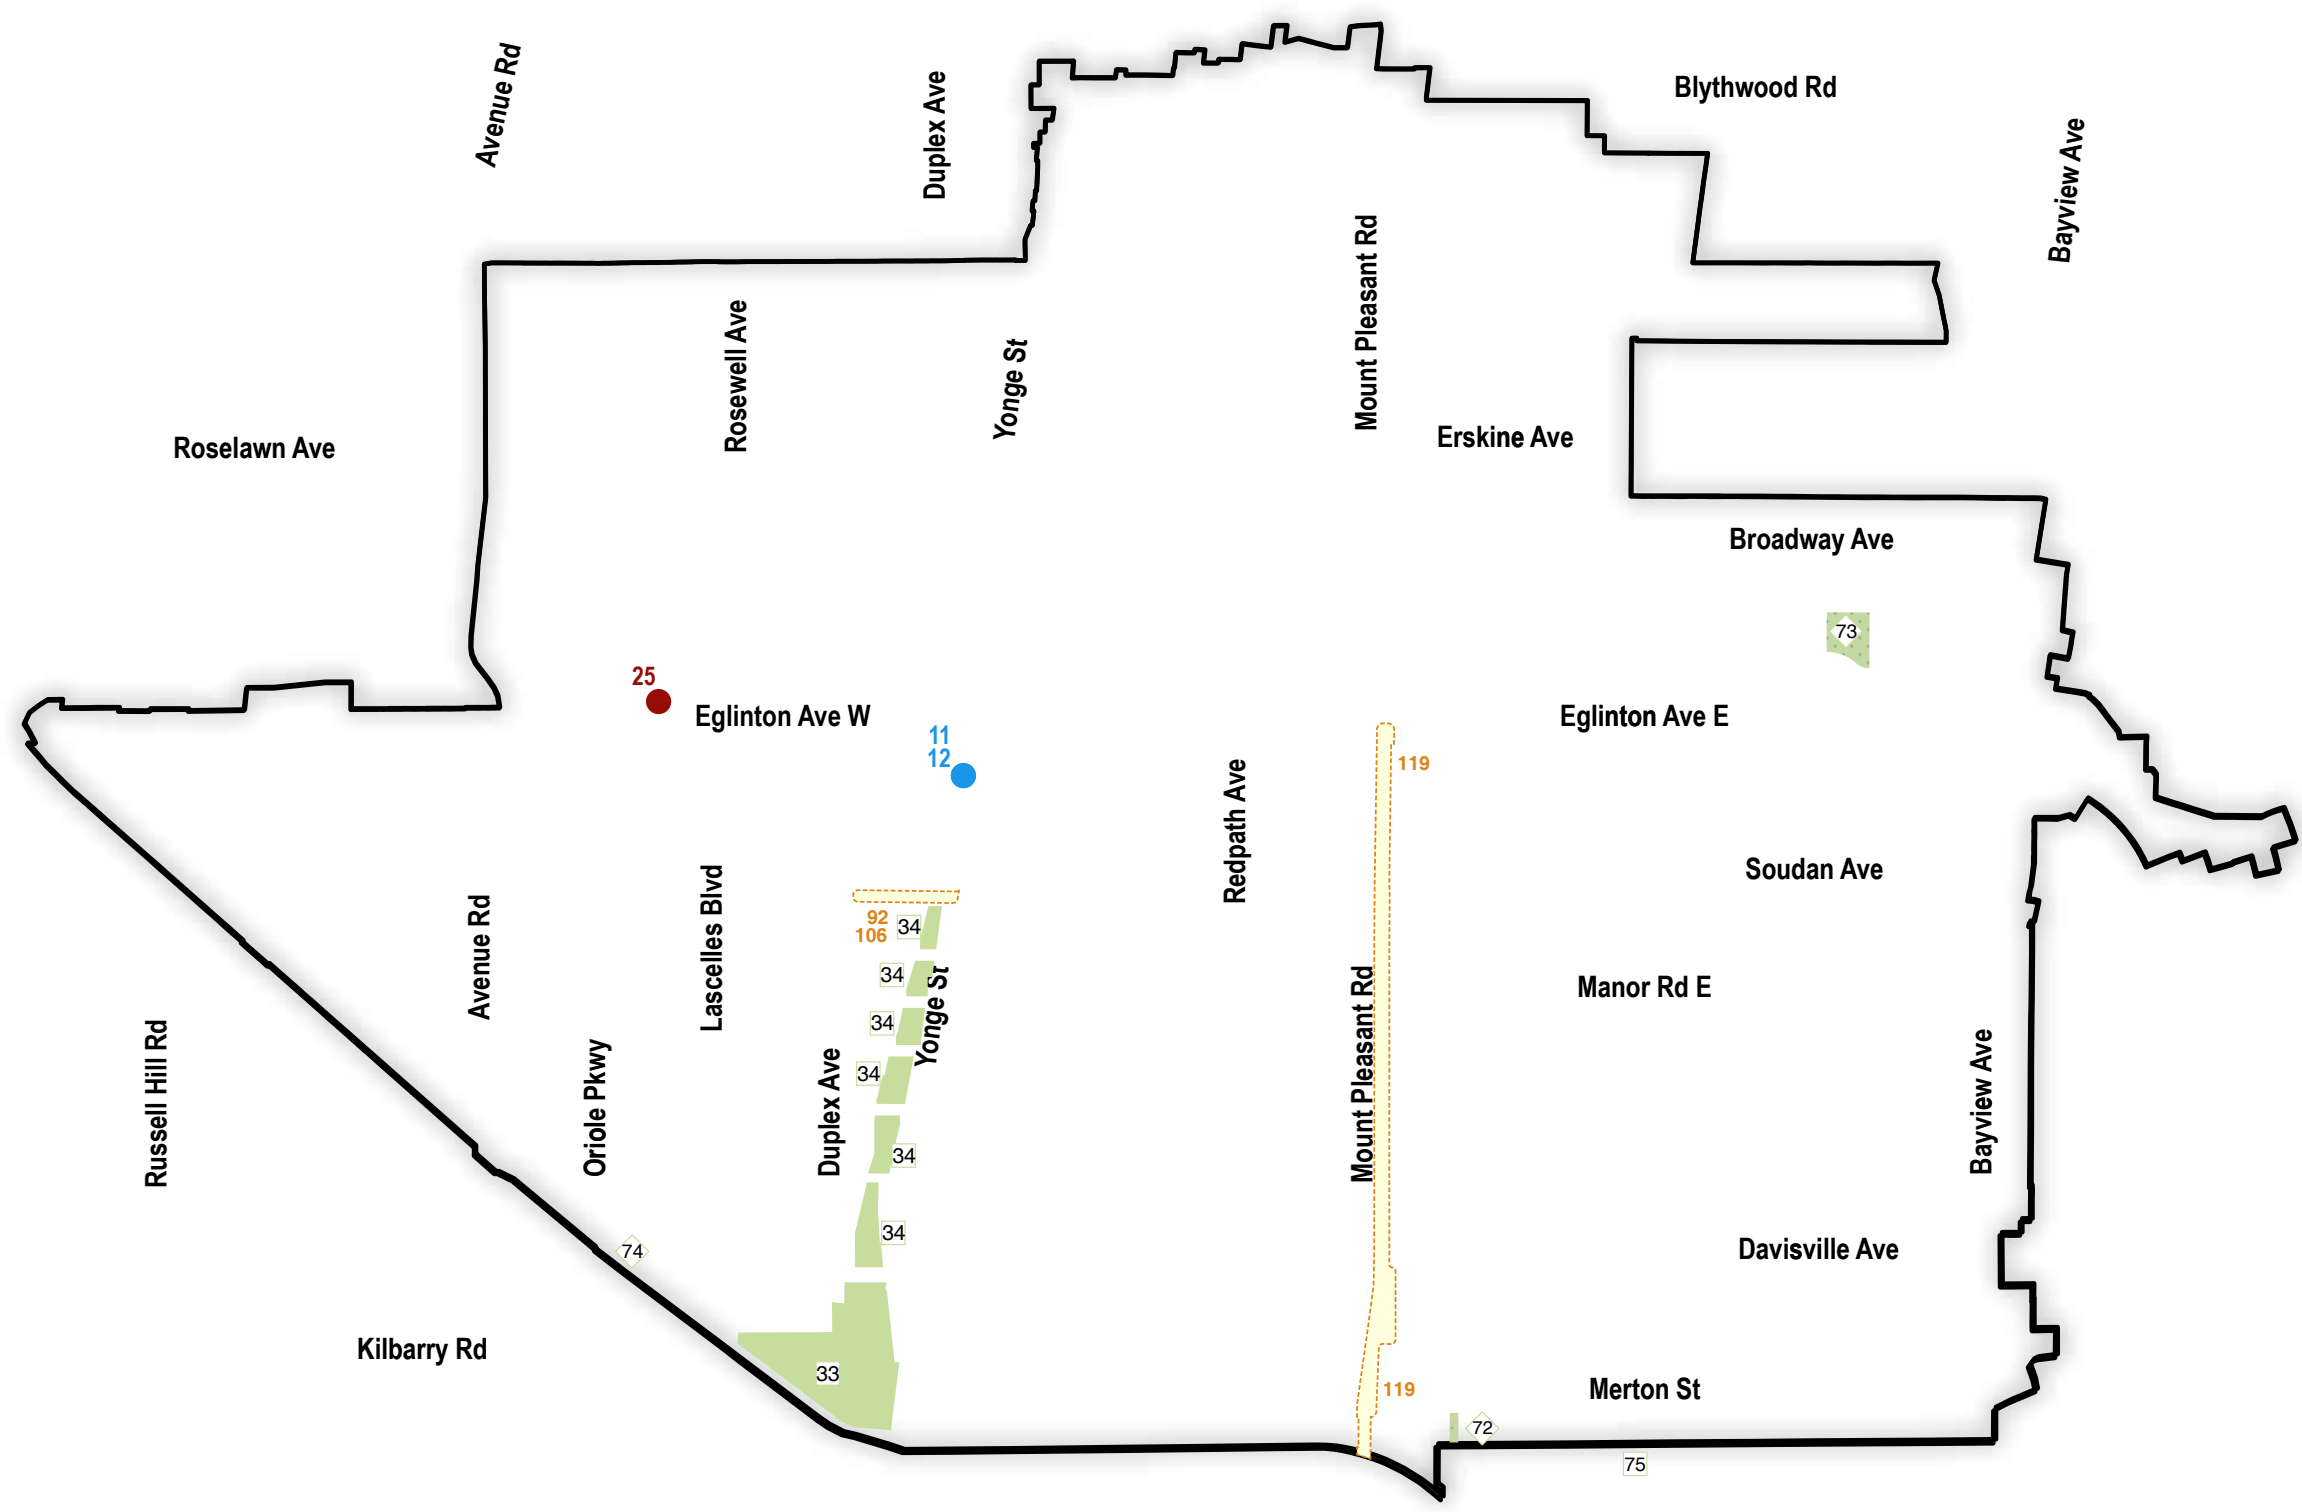 Avenue Rd
Duplex Ave
Blythwood Rd
Bayview Ave
Mount Pleasant Rd
Rosewell Ave
Yonge St
Roselawn Ave
Erskine Ave
Broadway Ave
73
25
Eglinton Ave W
Eglinton Ave E
11
12
119
Redpath Ave
Soudan Ave
Avenue Rd
Lascelles Blvd
92
106
34
34
Yonge St
Mount Pleasant Rd
Manor Rd E
34
34
Russell Hill Rd
Oriole Pkwy
Duplex Ave
34
Bayview Ave
34
74
Davisville Ave
Kilbarry Rd
33
119
Merton St
72
75